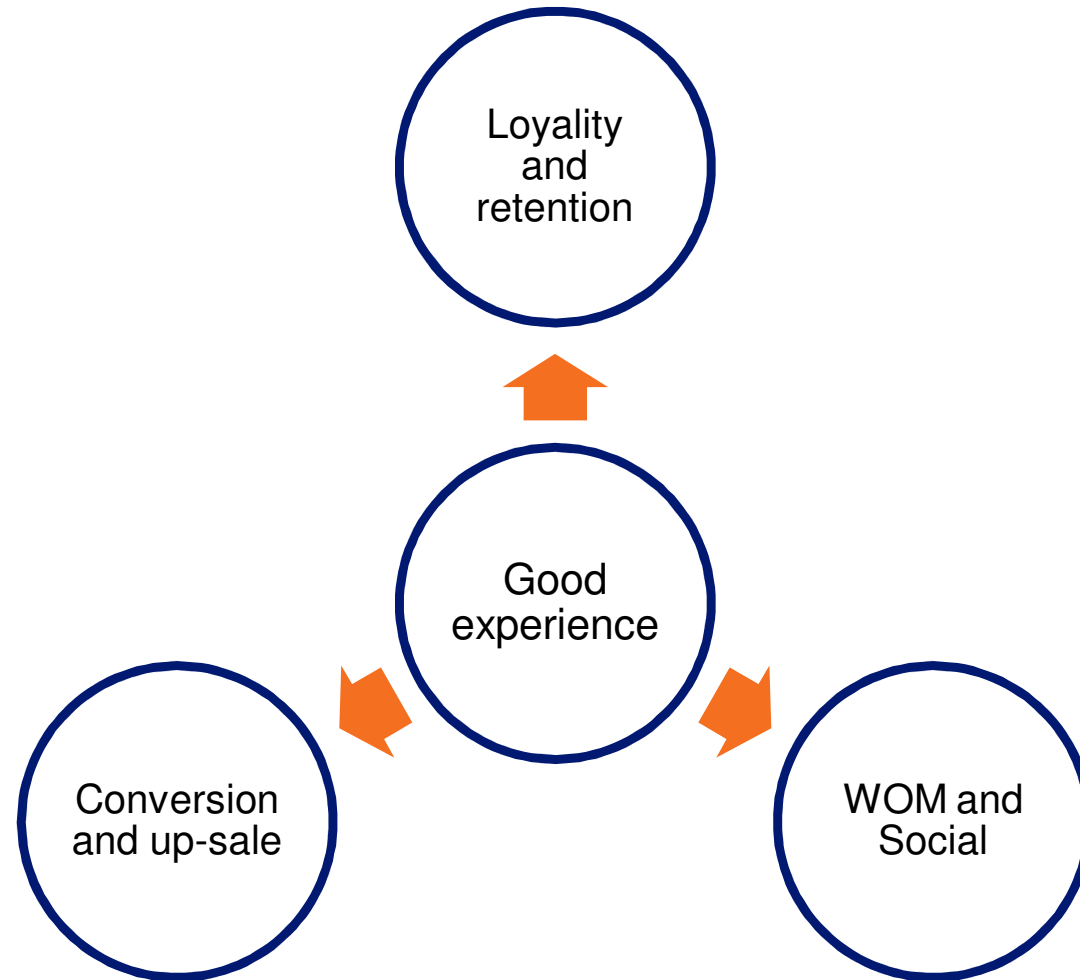 Loyality
and
retention
Good
experience
Conversion
and up-sale
WOM and
Social